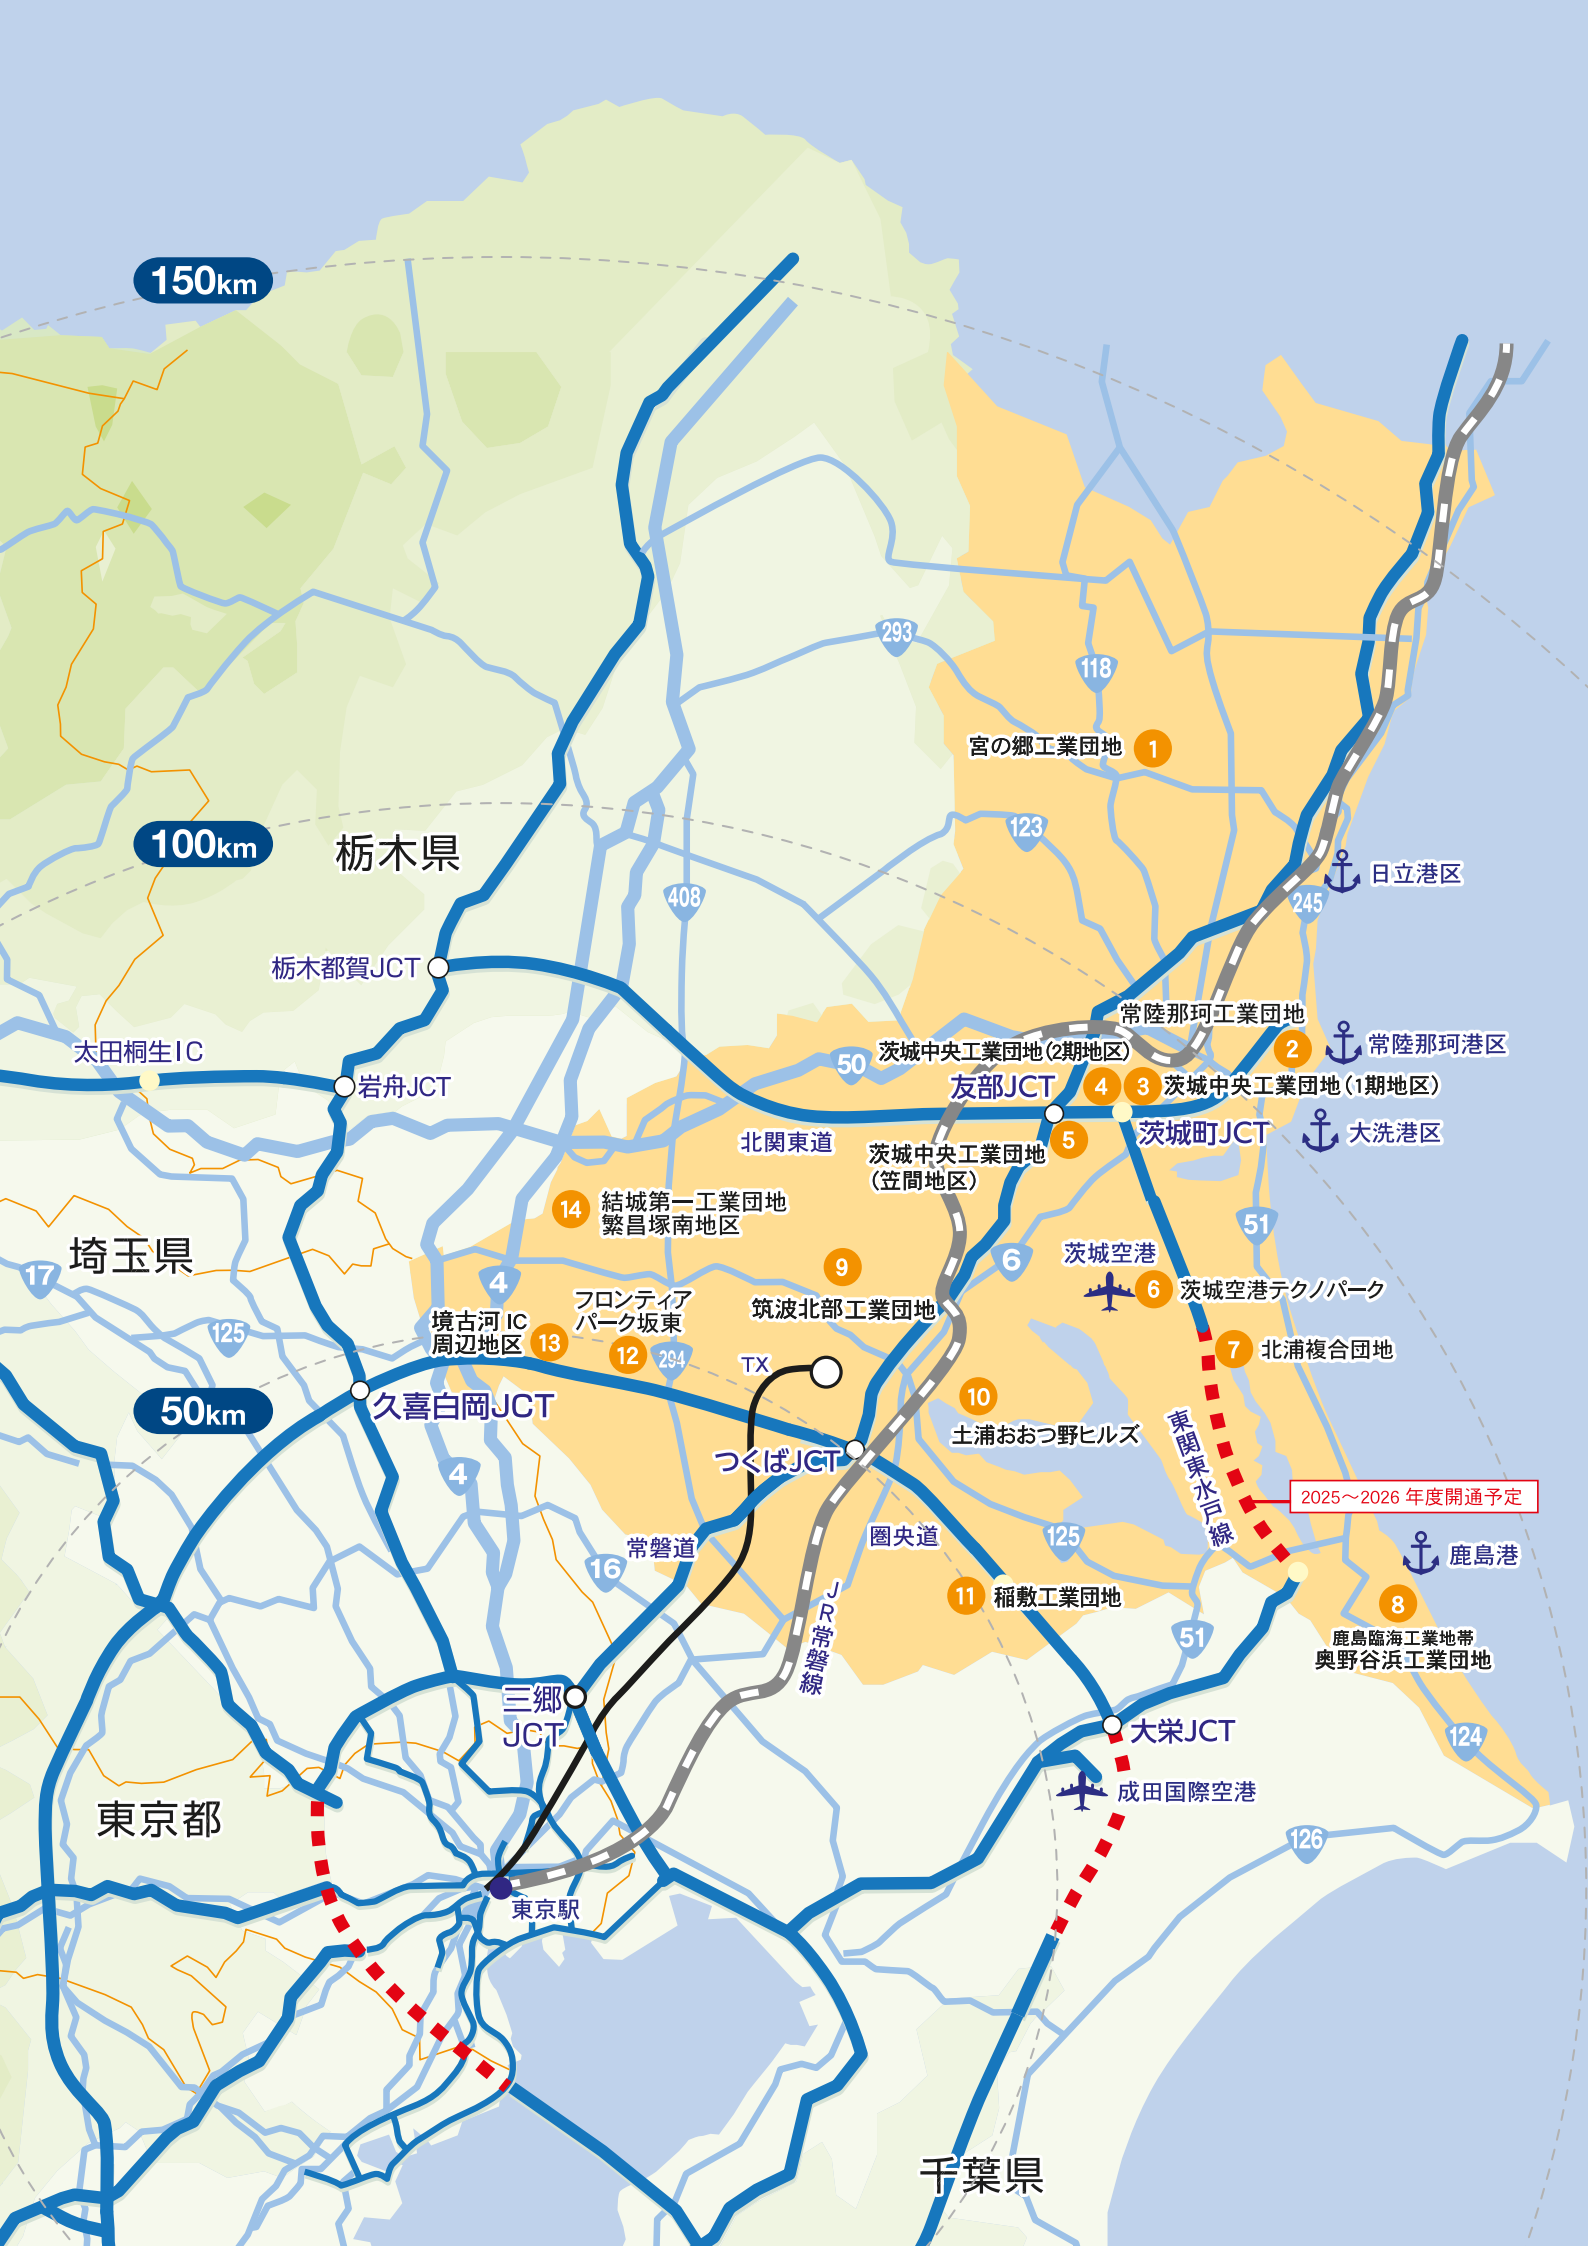 150km
293
118
宮の郷工業団地
1
100km
栃木県
123
日立港区
408
245
栃木都賀JCT
常陸那珂工業団地
太田桐生IC
50
茨城中央工業団地(2期地区)
2
常陸那珂港区
岩舟JCT
友部JCT
4
3
茨城中央工業団地(1期地区)
北関東道
5
茨城町JCT
大洗港区
茨城中央工業団地
(笠間地区)
14
結城第一工業団地
繁昌塚南地区
51
埼玉県
17
4
9
6
茨城空港
6
茨城空港テクノパーク
125
境古河IC
周辺地区
13
フロンティア
パーク坂東
12
294
筑波北部工業団地
7
北浦複合団地
TX
50km
久喜白岡JCT
10
土浦おおつ野ヒルズ
東関東水戸線
4
つくばJCT
2025〜2026 年度開通予定
常磐道
圏央道
125
16
鹿島港
11
稲敷工業団地
8
JR常磐線
51
鹿島臨海工業地帯
奥野谷浜工業団地
三郷
JCT
大栄JCT
124
成田国際空港
東京都
126
東京駅
千葉県